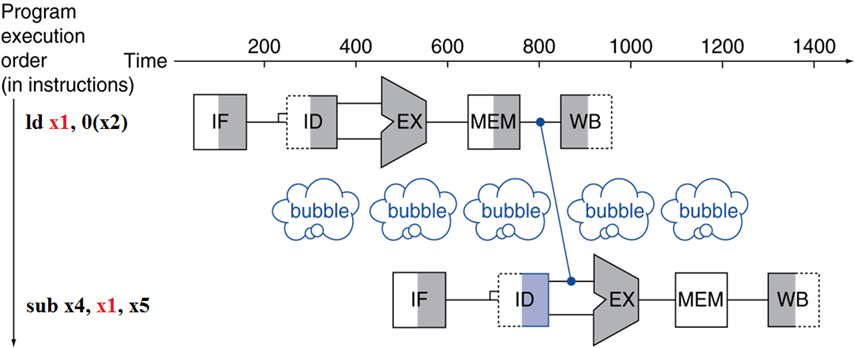 Program
execution
order
(in instructions)
Time 200 400 600 800 1000 1200 1400
ld x1, 0(x2)
IF ID EX MEM WB
bubble bubble bubble bubble bubble
sub x4, x1, x5
IF ID EX MEM WB